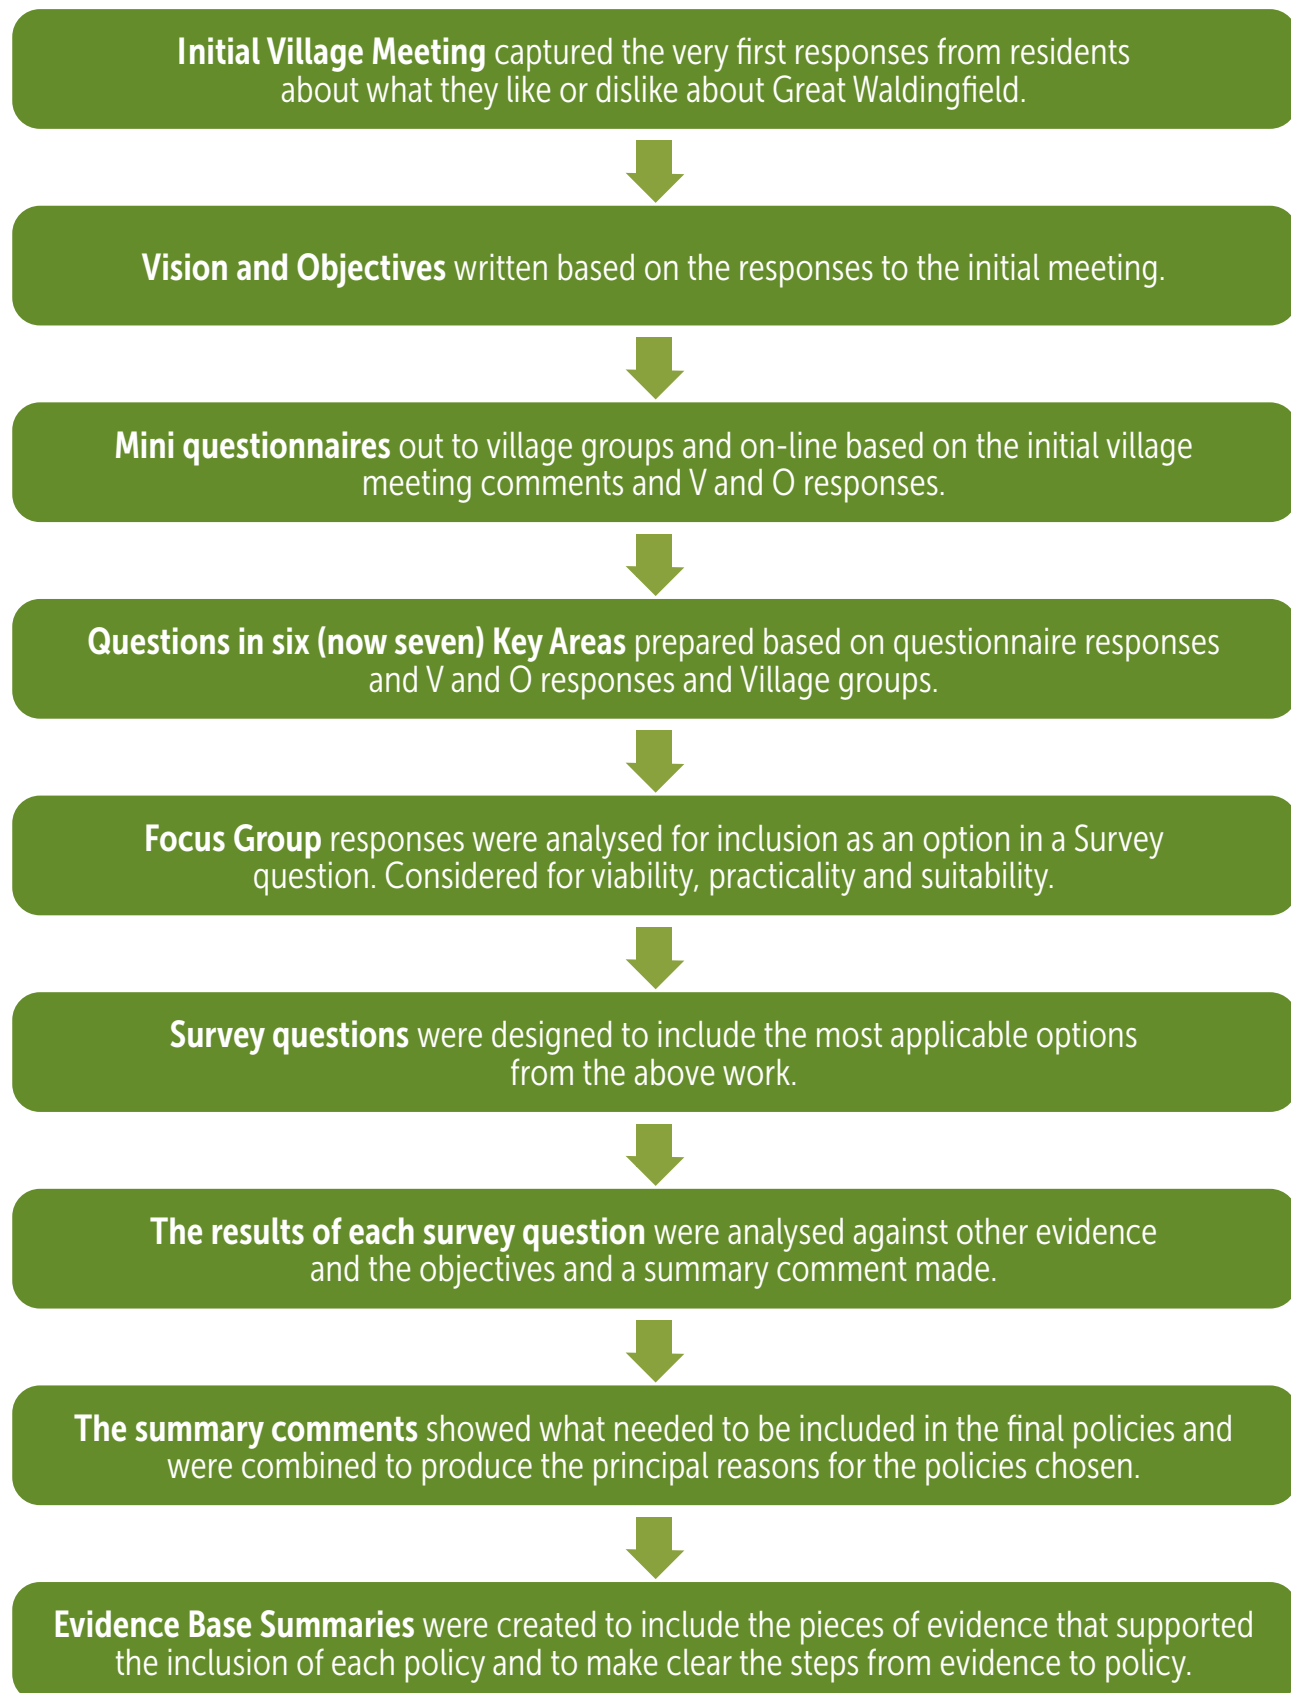 Initial Village Meeting captured the very first responses from residents
about what they like or dislike about Great Waldingfield.
Vision and Objectives written based on the responses to the initial meeting.
Mini questionnaires out to village groups and on-line based on the initial village
meeting comments and V and O responses.
Questions in six (now seven) Key Areas prepared based on questionnaire responses
and V and O responses and Village groups.
Focus Group responses were analysed for inclusion as an option in a Survey
question. Considered for viability, practicality and suitability.
Survey questions were designed to include the most applicable options
from the above work.
The results of each survey question were analysed against other evidence
and the objectives and a summary comment made.
The summary comments showed what needed to be included in the final policies and
were combined to produce the principal reasons for the policies chosen.
Evidence Base Summaries were created to include the pieces of evidence that supported
the inclusion of each policy and to make clear the steps from evidence to policy.